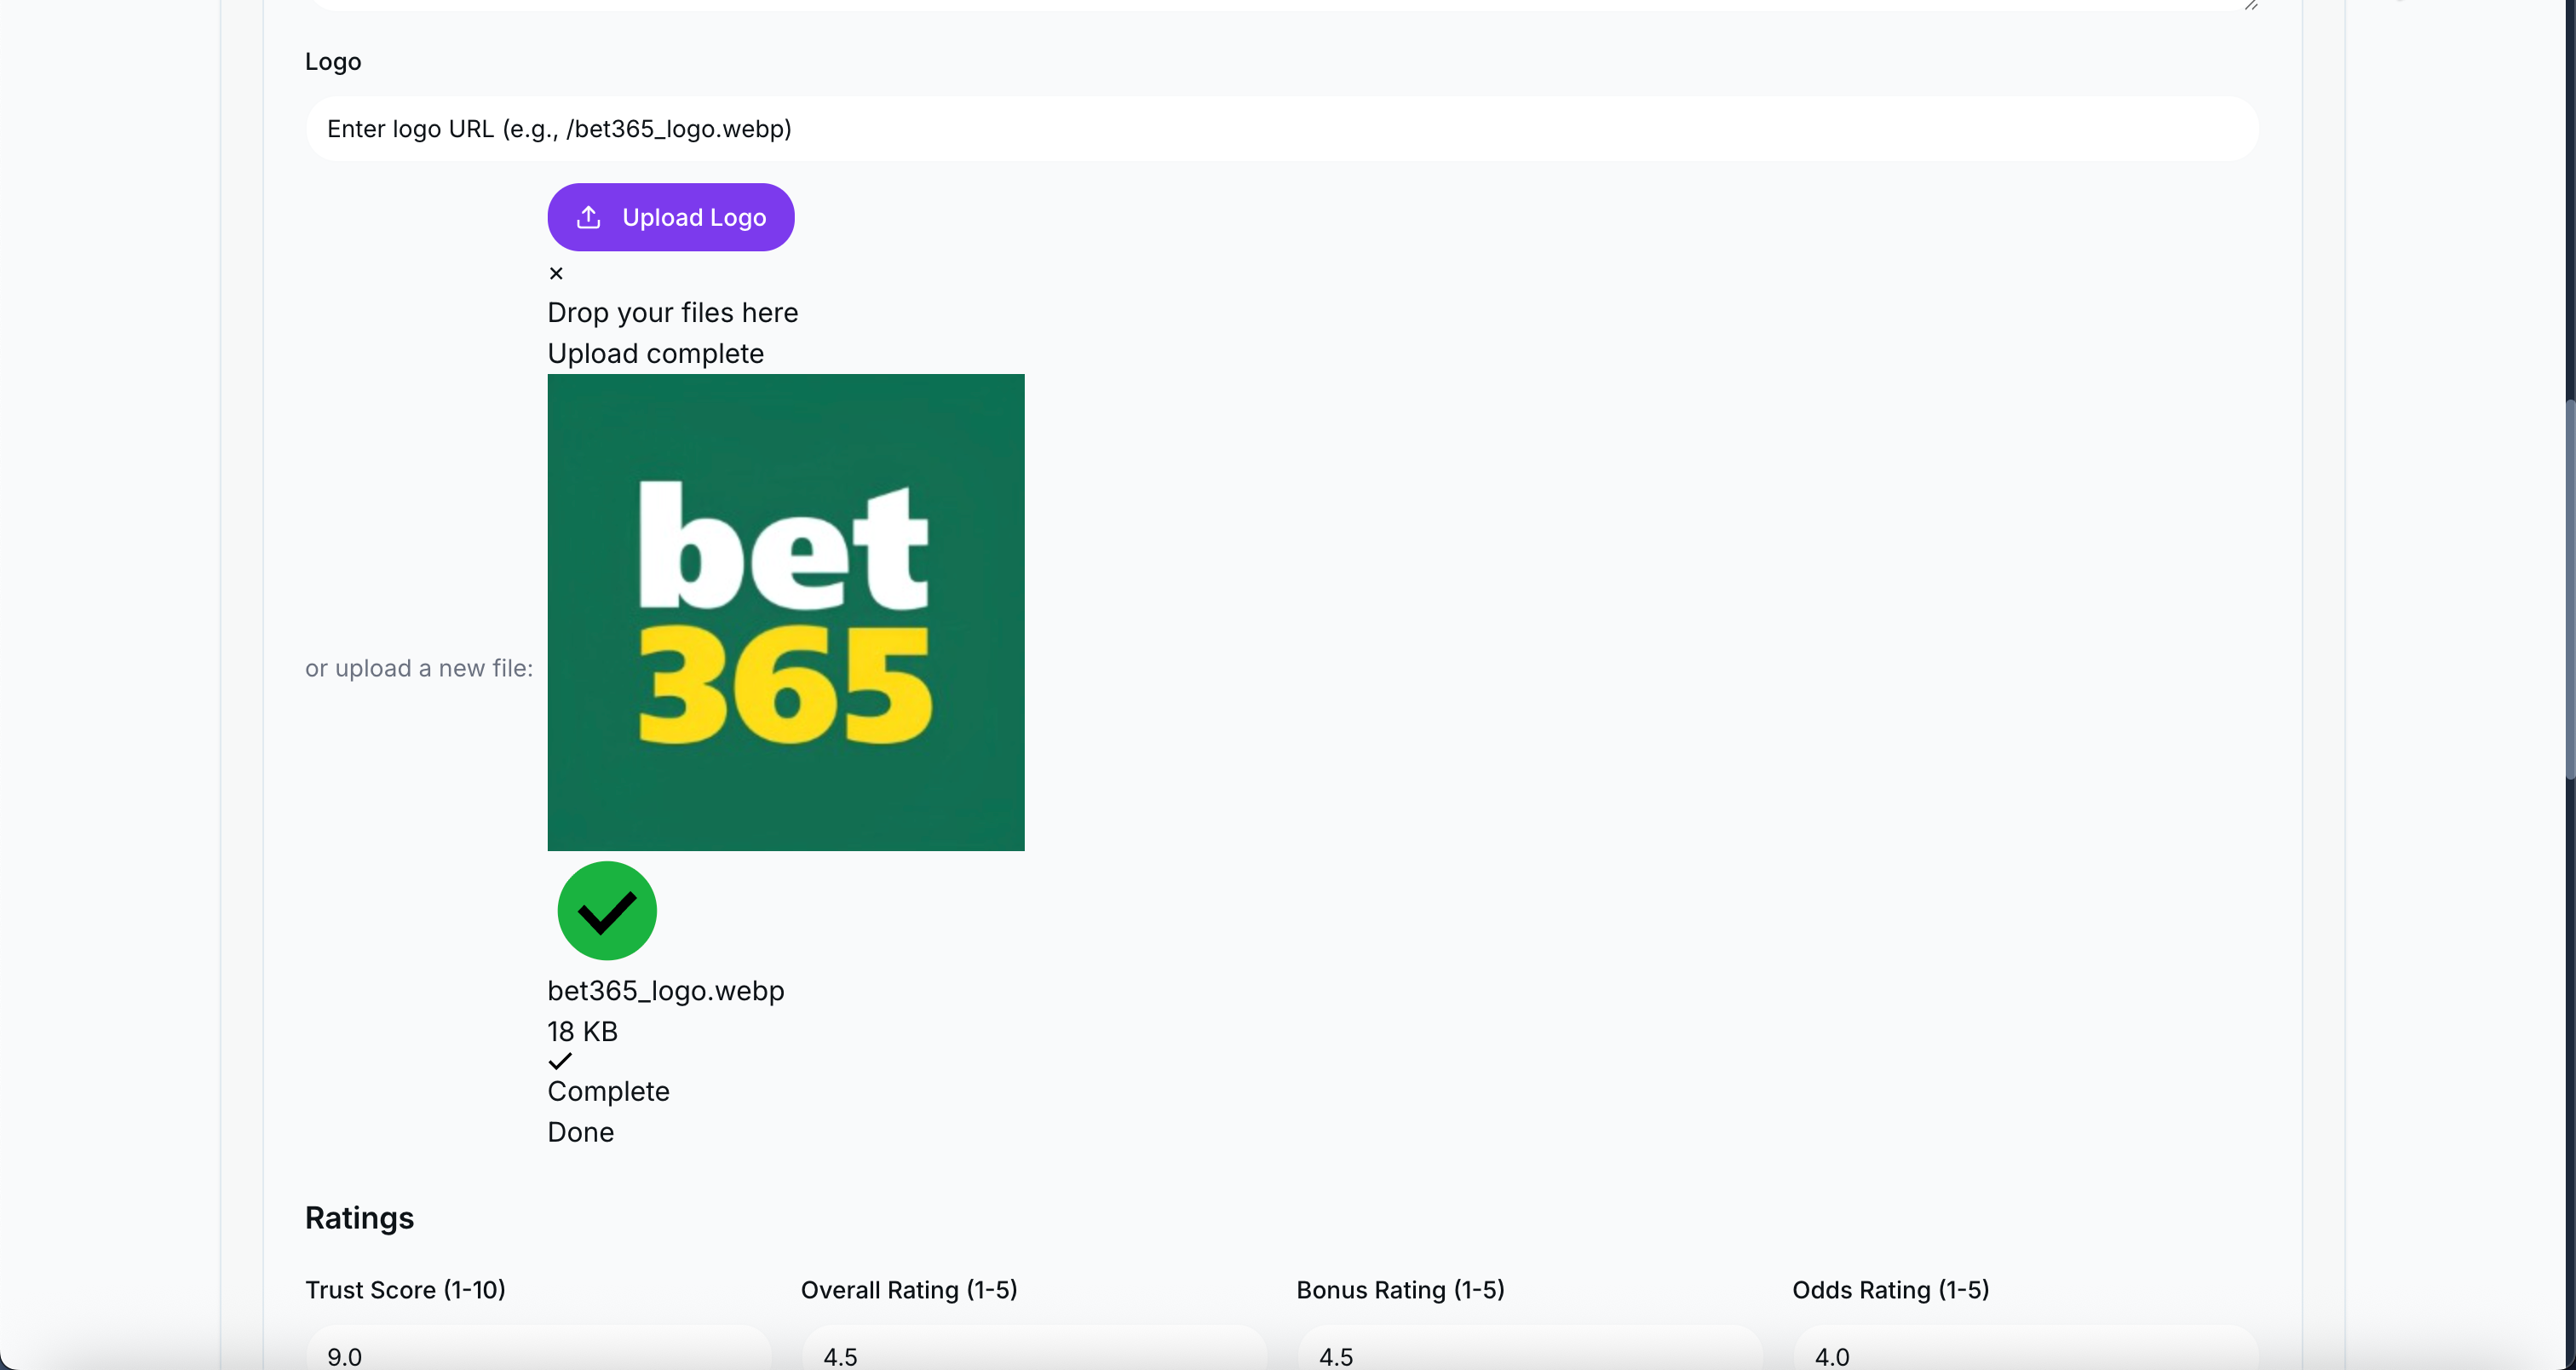 Logo
Enter logo URL (e.g., /bet365_logo.webp)
Upload Logo
×
Drop your files here
Upload complete
bet
365
or upload a new file:
bet365_logo.webp
18 KB
Complete
Done
Ratings
Trust Score (1-10)
Overall Rating (1-5)
Bonus Rating (1-5)
Odds Rating (1-5)
9.0
4.5
4.5
4.0